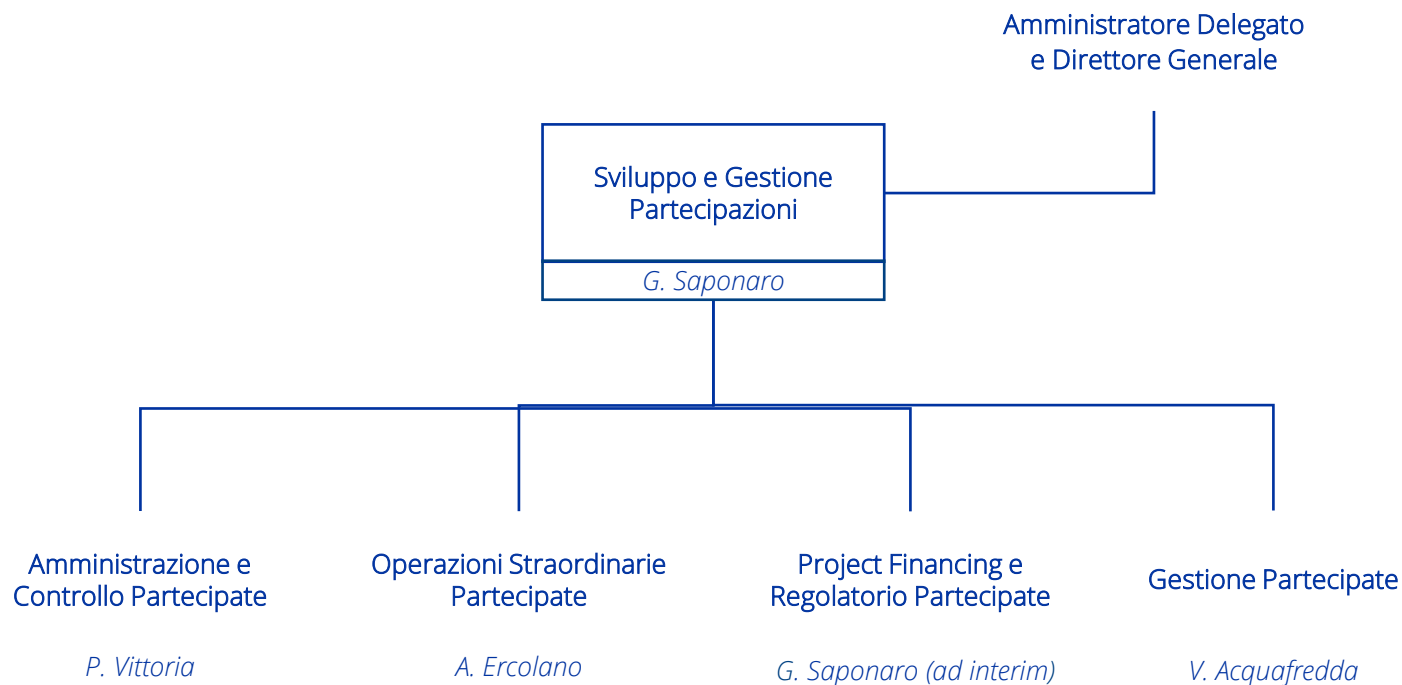 Amministratore Delegato
e Direttore Generale
Sviluppo e Gestione
Partecipazioni
G. Saponaro
Amministrazione e
Controllo Partecipate
P. Vittoria
Operazioni Straordinarie
Partecipate
A. Ercolano
Project Financing e
Regolatorio Partecipate
G. Saponaro (ad interim)
Gestione Partecipate
V. Acquafredda